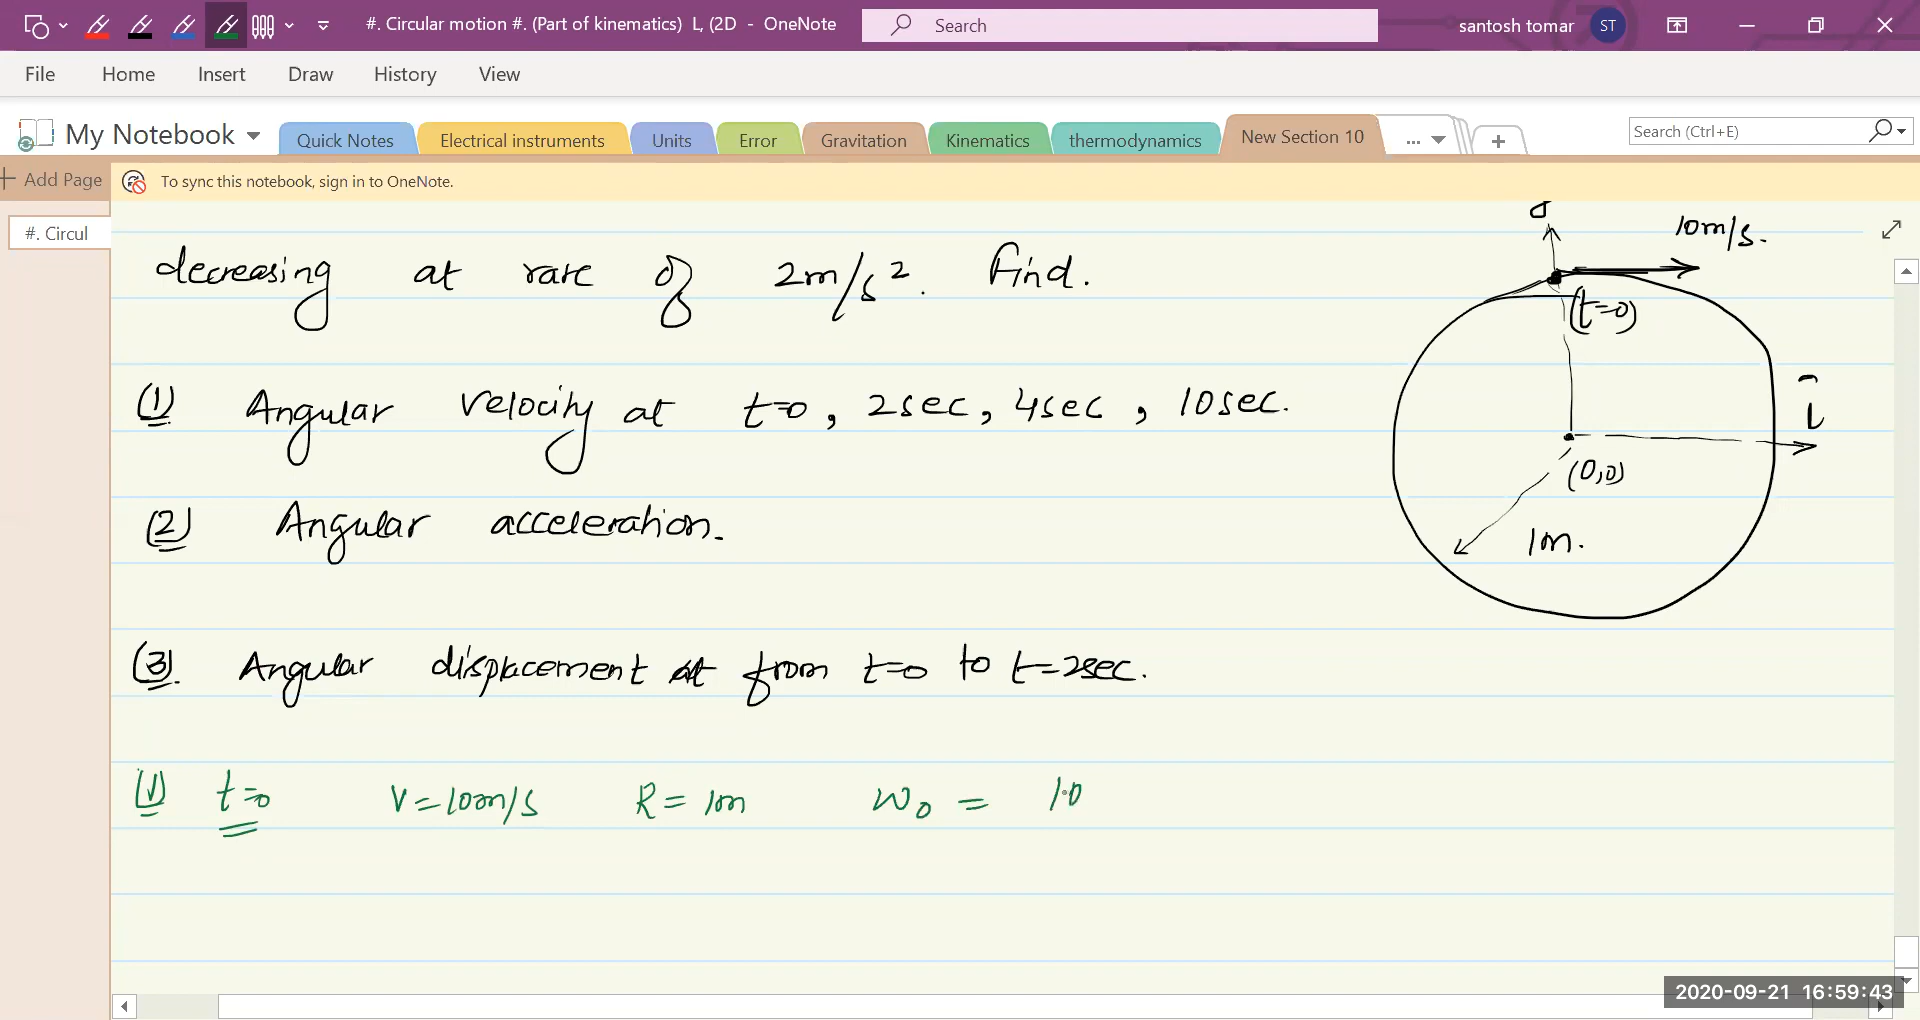 #. Circular motion #. (Part of kinematics) L, (2D - OneNote
Search
santosh tomar
ST
File Home Insert Draw History View
My Notebook
Quick Notes
Electrical instruments
Units
Error
Gravitation
Kinematics
thermodynamics
New Section 10
...
Search (Ctrl+E)
Add Page
To sync this notebook, sign in to OneNote.
#. Circul
decreasing at rate of 2m/s². Find.
(1) Angular velocity at t=0, 2sec, 4sec, 10sec.
(2) Angular acceleration.
(3). Angular displacement at from t=0 to t=2sec.
(1) t=0 V=10m/s R=1m ω₀ = 10
10m/s.
(t=0)
i
(0,0)
1m.
2020-09-21 16:59:43